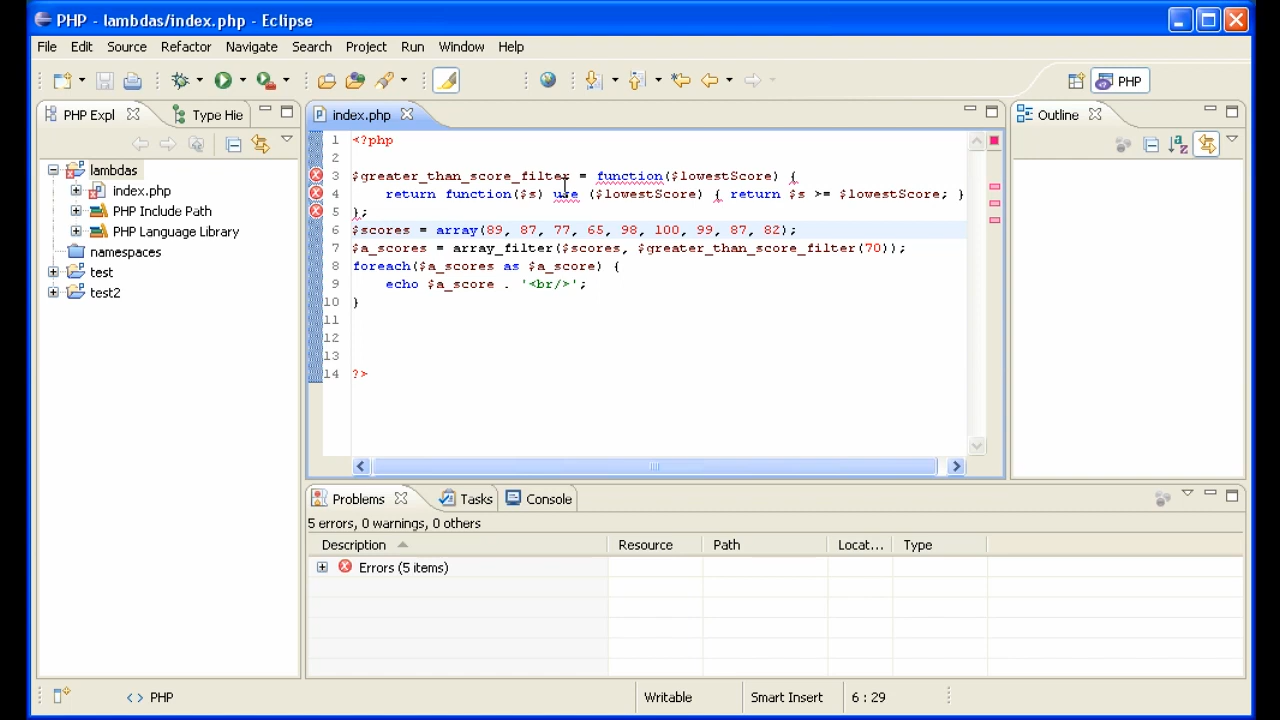 PHP - lambdas/index.php - Eclipse
File Edit Source Refactor Navigate Search Project Run Window Help
PHP
PHP Expl Type Hie
index.php
Outline
lambdas
index.php
PHP Include Path
PHP Language Library
namespaces
test
test2
1 <?php
2
3 $greater_than_score_filter = function($lowestScore) {
4 return function($s) use ($lowestScore) { return $s >= $lowestScore; }
5 };
6 $scores = array(89, 87, 77, 65, 98, 100, 99, 87, 82);
7 $a_scores = array_filter($scores, $greater_than_score_filter(70));
8 foreach($a_scores as $a_score) {
9 echo $a_score . '<br/>';
10 }
11
12
13
14 ?>
Problems Tasks Console
5 errors, 0 warnings, 0 others
Description Resource Path Locat... Type
Errors (5 items)
PHP Writable Smart Insert 6 : 29